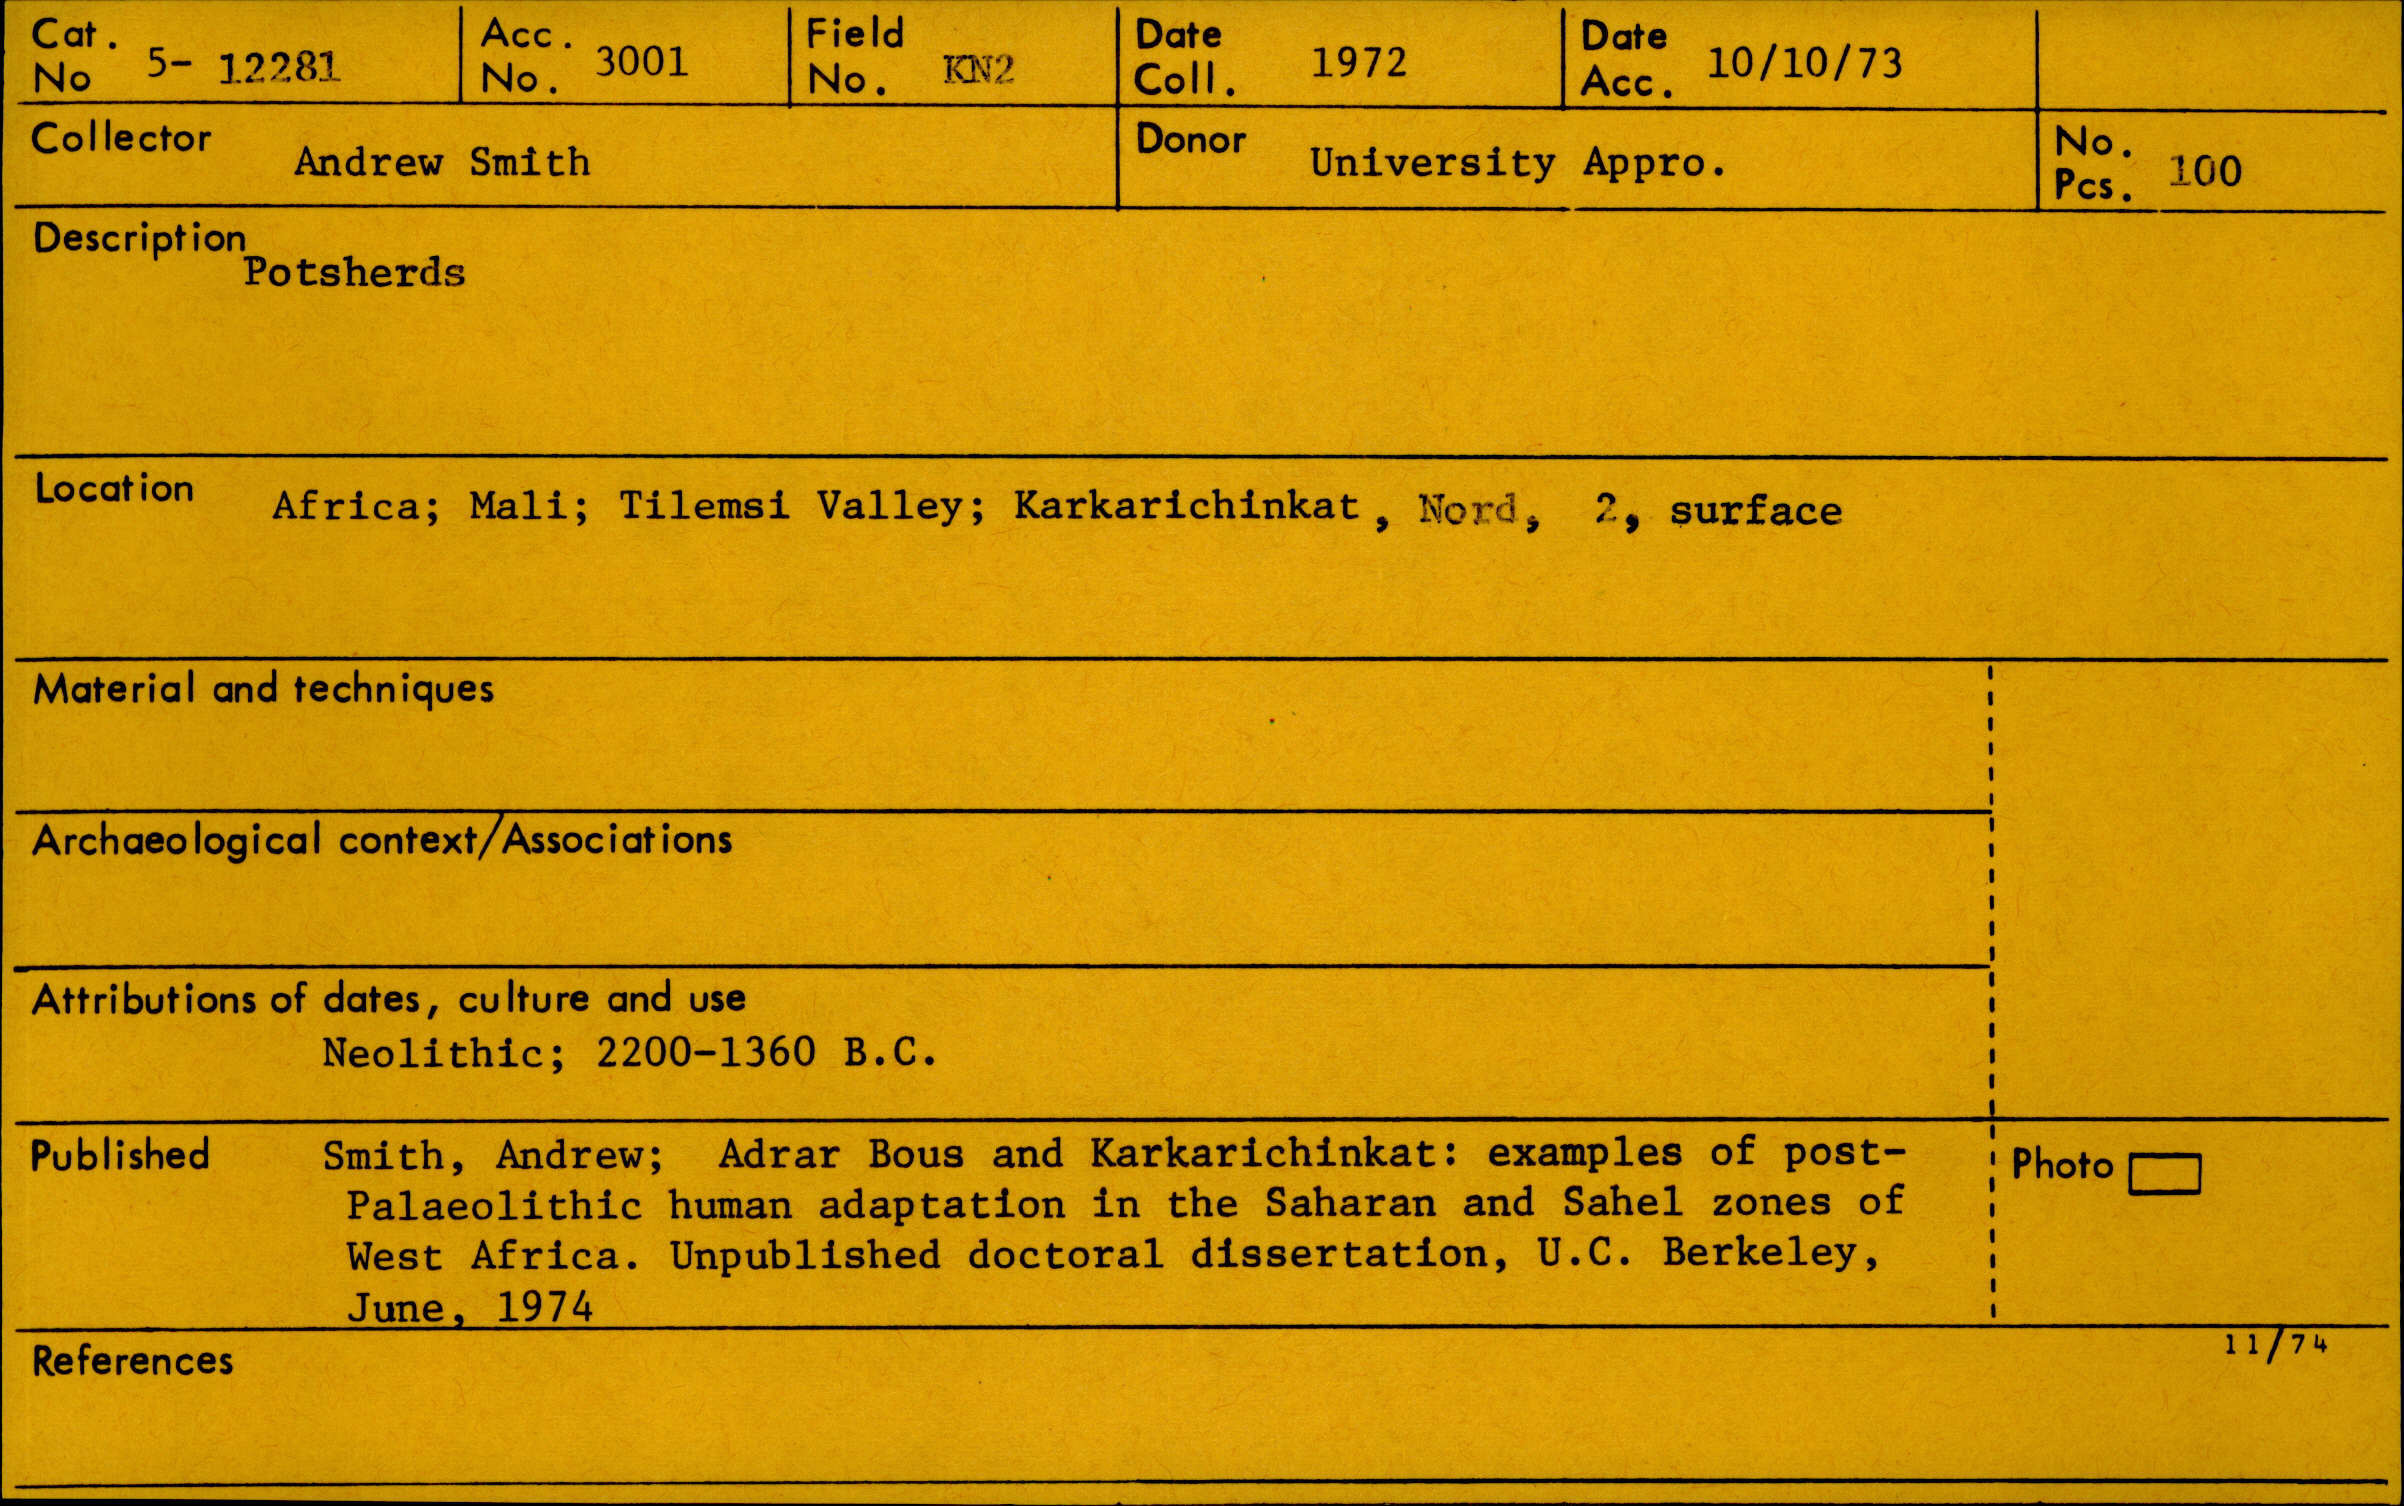 Cat. No 5- 12281 Acc. No. 3001 Field No. KN2 Date Coll. 1972 Date Acc. 10/10/73
Collector Andrew Smith Donor University Appro. No. Pcs. 100
Description
Potsherds
Location Africa; Mali; Tilemsi Valley; Karkarichinkat, Nord, 2, surface
Material and techniques
Archaeological context/Associations
Attributions of dates, culture and use
Neolithic; 2200-1360 B.C.
Published Smith, Andrew; Adrar Bous and Karkarichinkat: examples of post-
Palaeolithic human adaptation in the Saharan and Sahel zones of
West Africa. Unpublished doctoral dissertation, U.C. Berkeley,
June, 1974
Photo
References
11/74